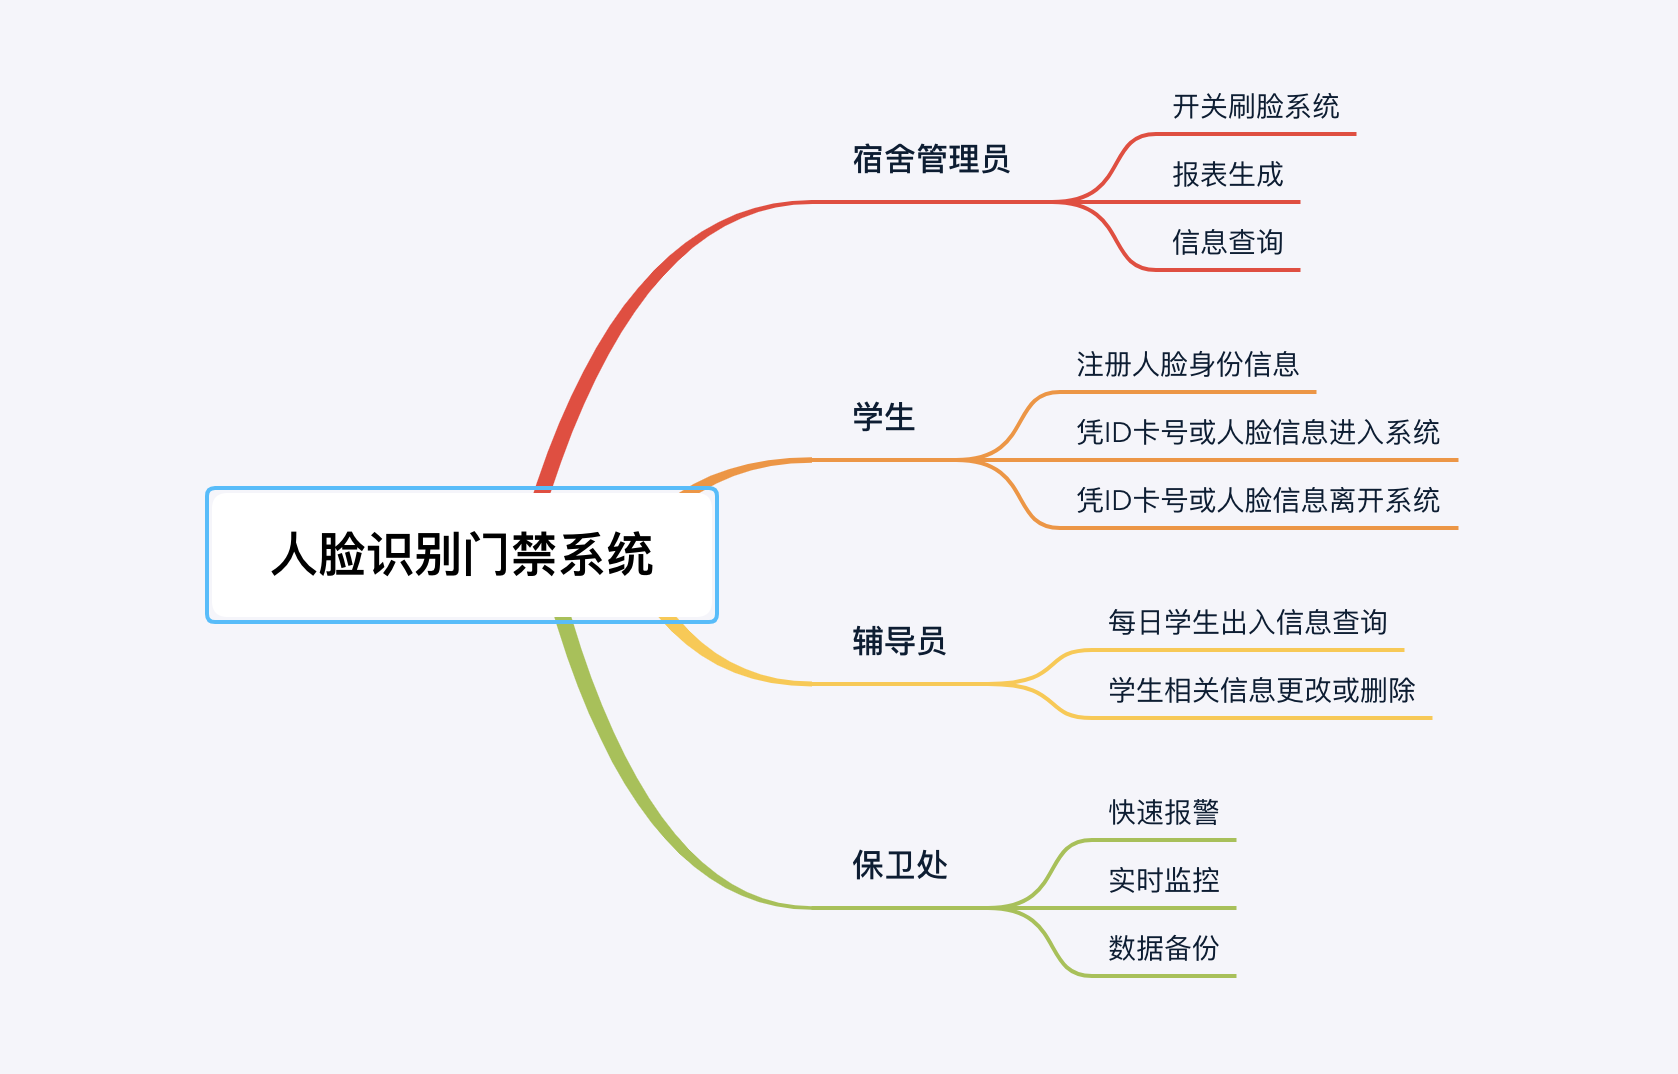 人脸识别门禁系统
宿舍管理员
开关刷脸系统
报表生成
信息查询
学生
注册人脸身份信息
凭ID卡号或人脸信息进入系统
凭ID卡号或人脸信息离开系统
辅导员
每日学生出入信息查询
学生相关信息更改或删除
保卫处
快速报警
实时监控
数据备份